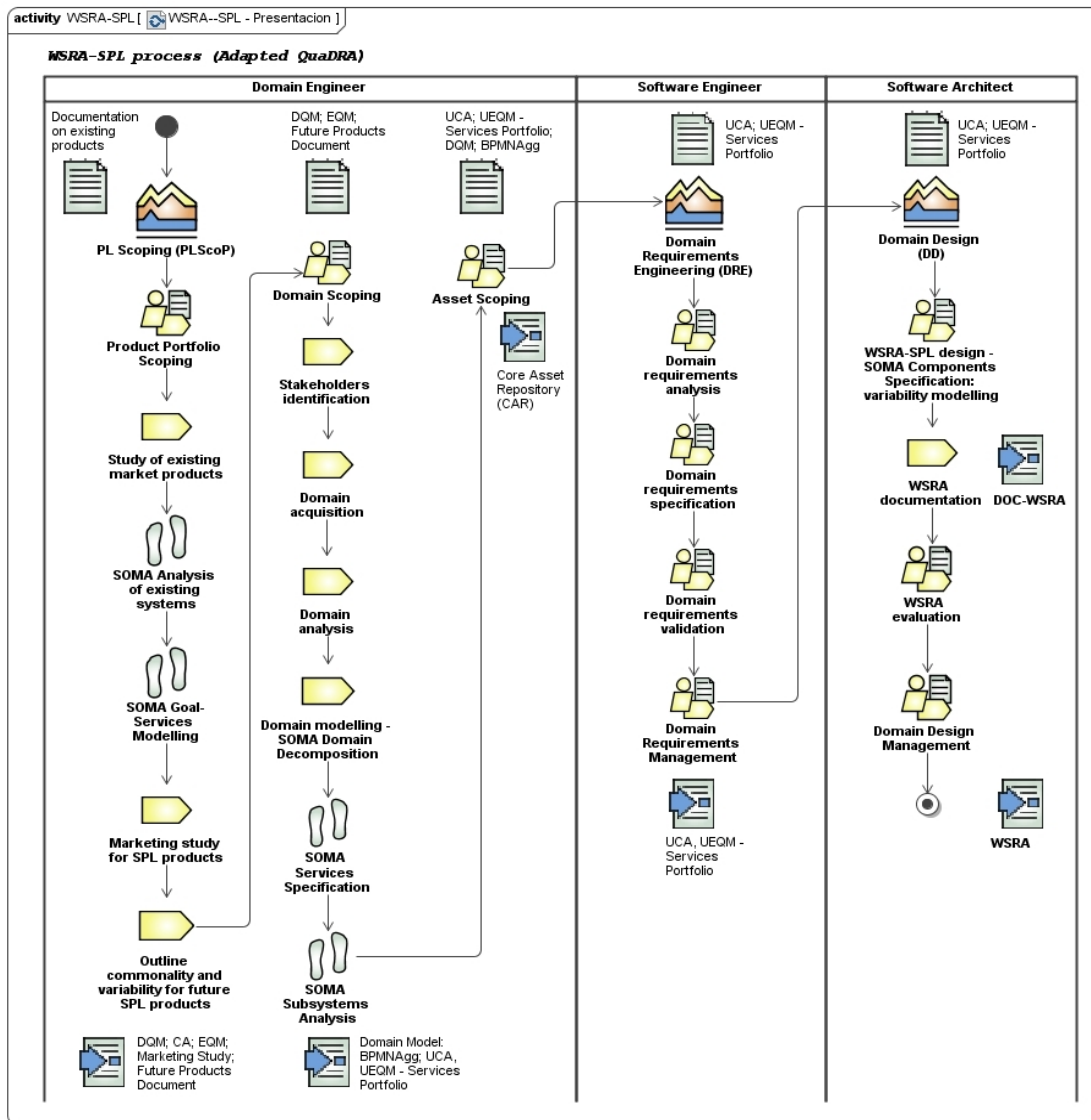 activity WSRA-SPL [ WSRA--SPL - Presentacion ]
WSRA-SPL process (Adapted QuaDRA)
Domain Engineer
Documentation
on existing
products
PL Scoping (PLScoP)
Product Portfolio
Scoping
Study of existing
market products
SOMA Analysis
of existing
systems
SOMA Goal-
Services
Modelling
Marketing study
for SPL products
Outline
commonality and
variability for future
SPL products
DQM; CA; EQM;
Marketing Study;
Future Products
Document
DQM; EQM;
Future Products
Document
Domain Scoping
Stakeholders
identification
Domain
acquisition
Domain
analysis
Domain modelling -
SOMA Domain
Decomposition
SOMA
Services
Specification
SOMA
Subsystems
Analysis
Domain Model:
BPMNAgg; UCA,
UEQM - Services
Portfolio
UCA; UEQM -
Services Portfolio;
DQM; BPMNAgg
Asset Scoping
Core Asset
Repository
(CAR)
Software Engineer
UCA; UEQM -
Services
Portfolio
Domain
Requirements
Engineering (DRE)
Domain
requirements
analysis
Domain
requirements
specification
Domain
requirements
validation
Domain
Requirements
Management
UCA, UEQM -
Services
Portfolio
Software Architect
UCA; UEQM -
Services
Portfolio
Domain Design
(DD)
WSRA-SPL design -
SOMA Components
Specification:
variability modelling
WSRA
documentation
DOC-WSRA
WSRA
evaluation
Domain Design
Management
WSRA